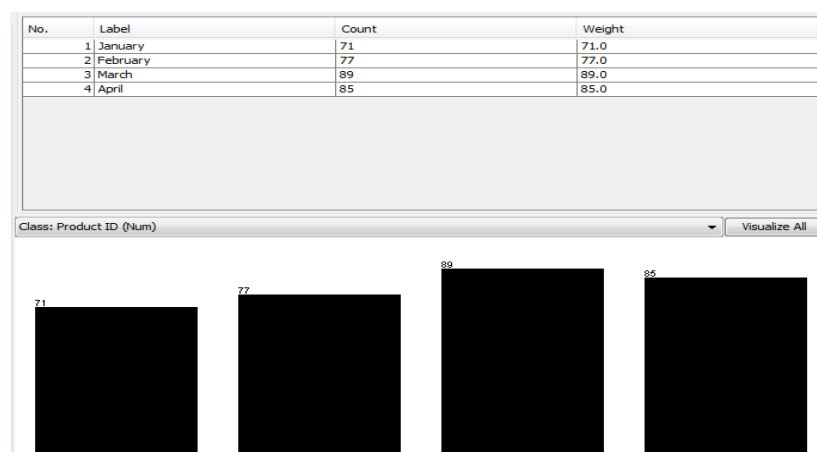 No. Label Count Weight
1 January 71 71.0
2 February 77 77.0
3 March 89 89.0
4 April 85 85.0
Class: Product ID (Num) Visualize All
71 77 89 85